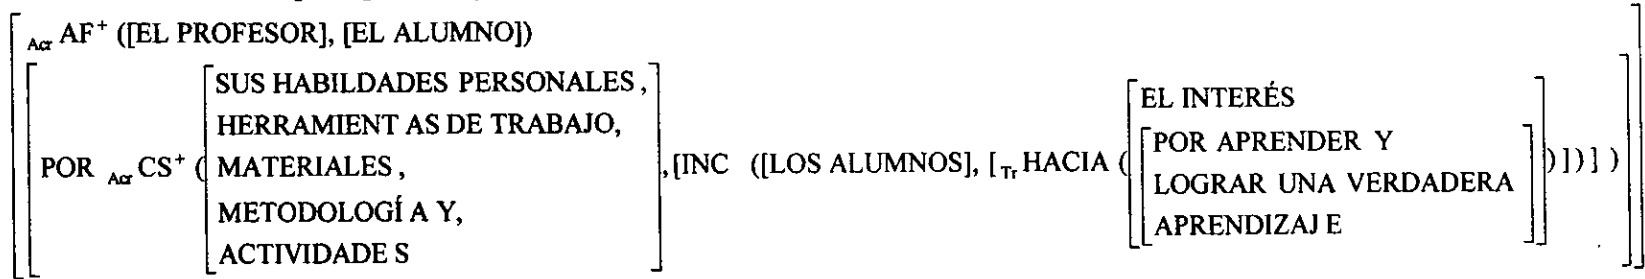 Acr AF+ ([EL PROFESOR], [EL ALUMNO])
POR Acr CS+ ( SUS HABILDADES PERSONALES, HERRAMIENT AS DE TRABAJO, MATERIALES, METODOLOGÍ A Y, ACTIVIDADE S ,[INC ([LOS ALUMNOS], [Tr HACIA ( EL INTERÉS POR APRENDER Y LOGRAR UNA VERDADERA APRENDIZAJ E )])] )